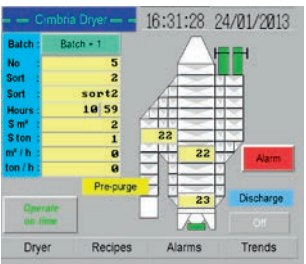 Cimbria Dryer 16:31:28 24/01/2013
Batch : Batch + 1
No : 5
Sort : 2
Sort : sort2
Hours : 10 59
S m³ : 2
S ton : 1
m³ / h : 0
ton / h : 0
22
22
23
Alarm
Pre-purge
Discharge
Operate on time
Off
Dryer Recipes Alarms Trends